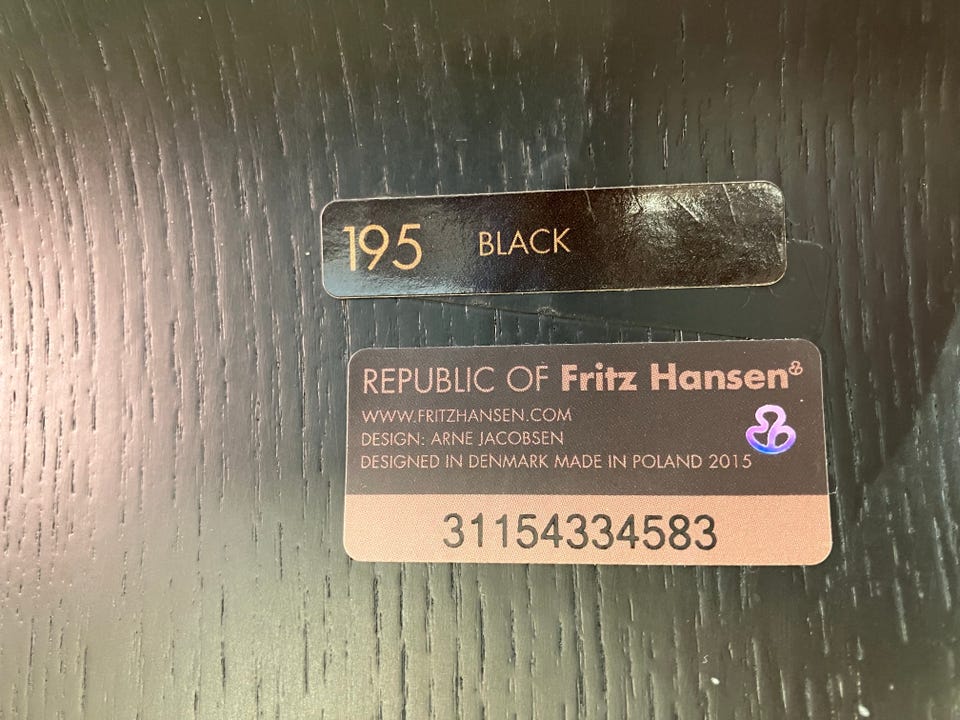 195 BLACK
REPUBLIC OF Fritz Hansen
WWW.FRITZHANSEN.COM
DESIGN: ARNE JACOBSEN
DESIGNED IN DENMARK MADE IN POLAND 2015
31154334583